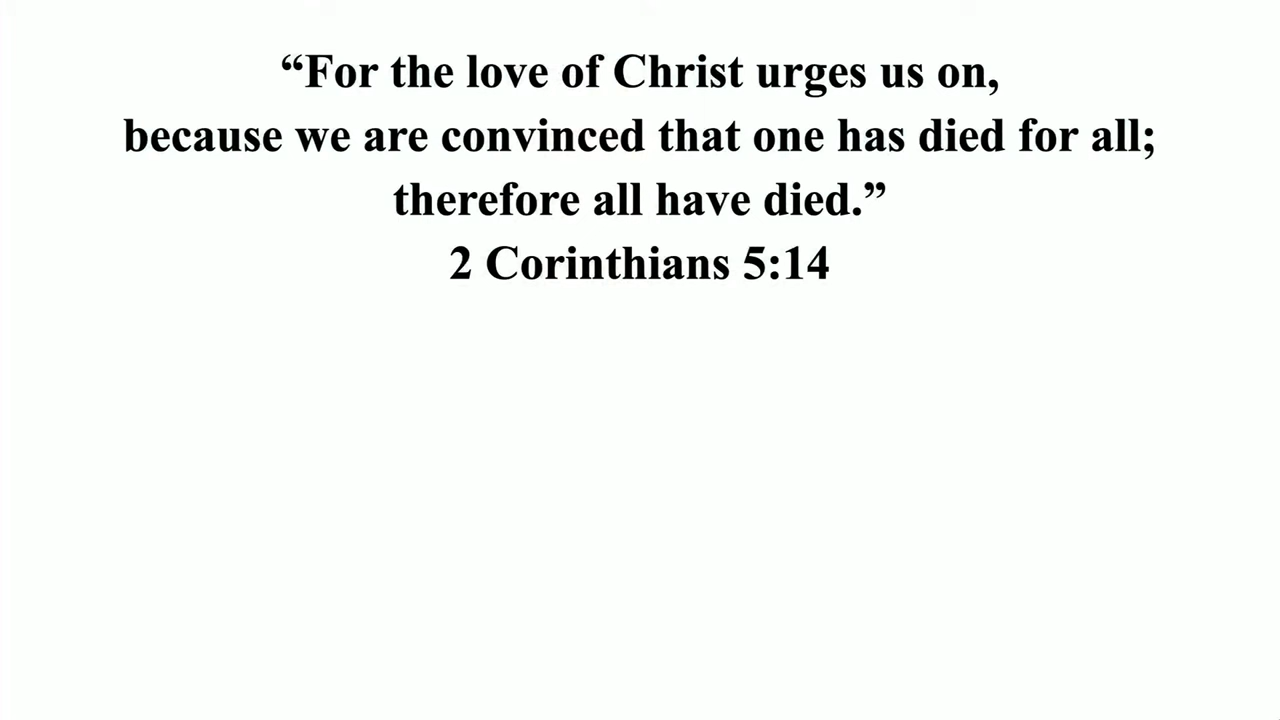 “For the love of Christ urges us on,
because we are convinced that one has died for all;
therefore all have died.”
2 Corinthians 5:14